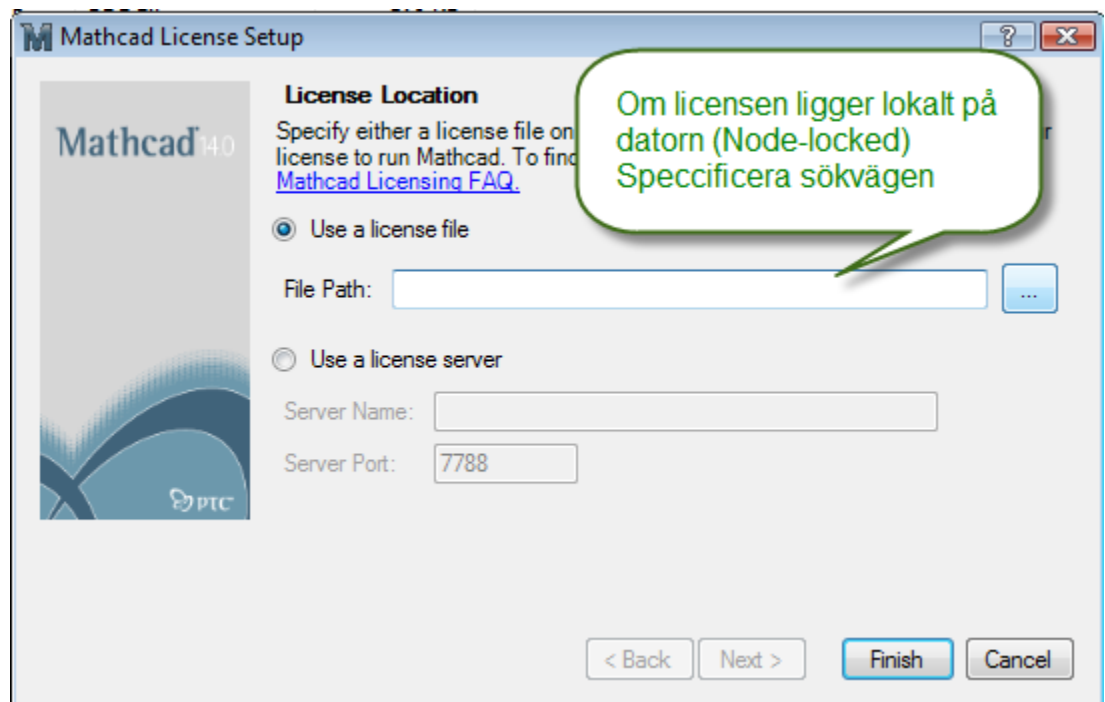 Mathcad License Setup
Mathcad 14.0
License Location
Specify either a license file on
license to run Mathcad. To find
Mathcad Licensing FAQ.
Om licensen ligger lokalt på
datorn (Node-locked)
Speccificera sökvägen
Use a license file
File Path:
...
Use a license server
Server Name:
Server Port:
7788
PTC
< Back
Next >
Finish
Cancel